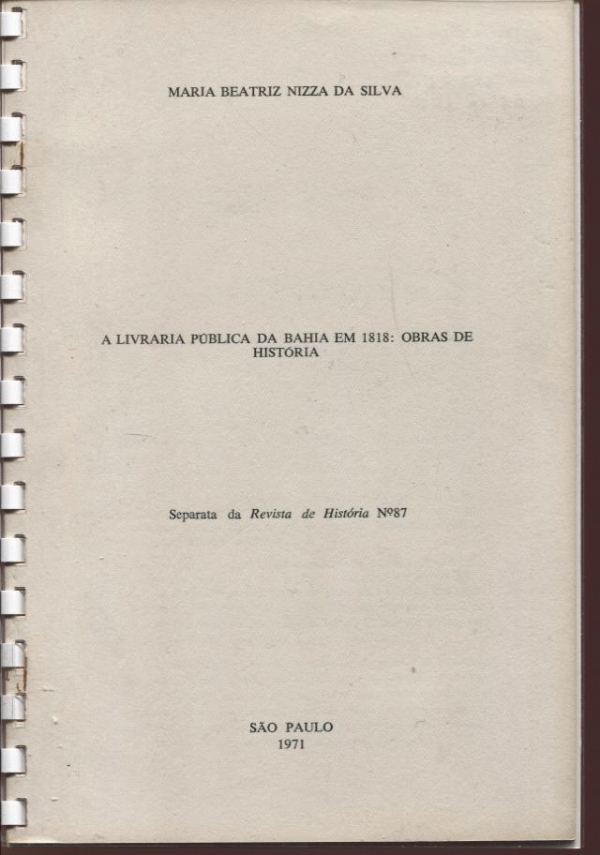 MARIA BEATRIZ NIZZA DA SILVA
A LIVRARIA PÚBLICA DA BAHIA EM 1818: OBRAS DE
HISTÓRIA
Separata da Revista de História Nº87
SÃO PAULO
1971